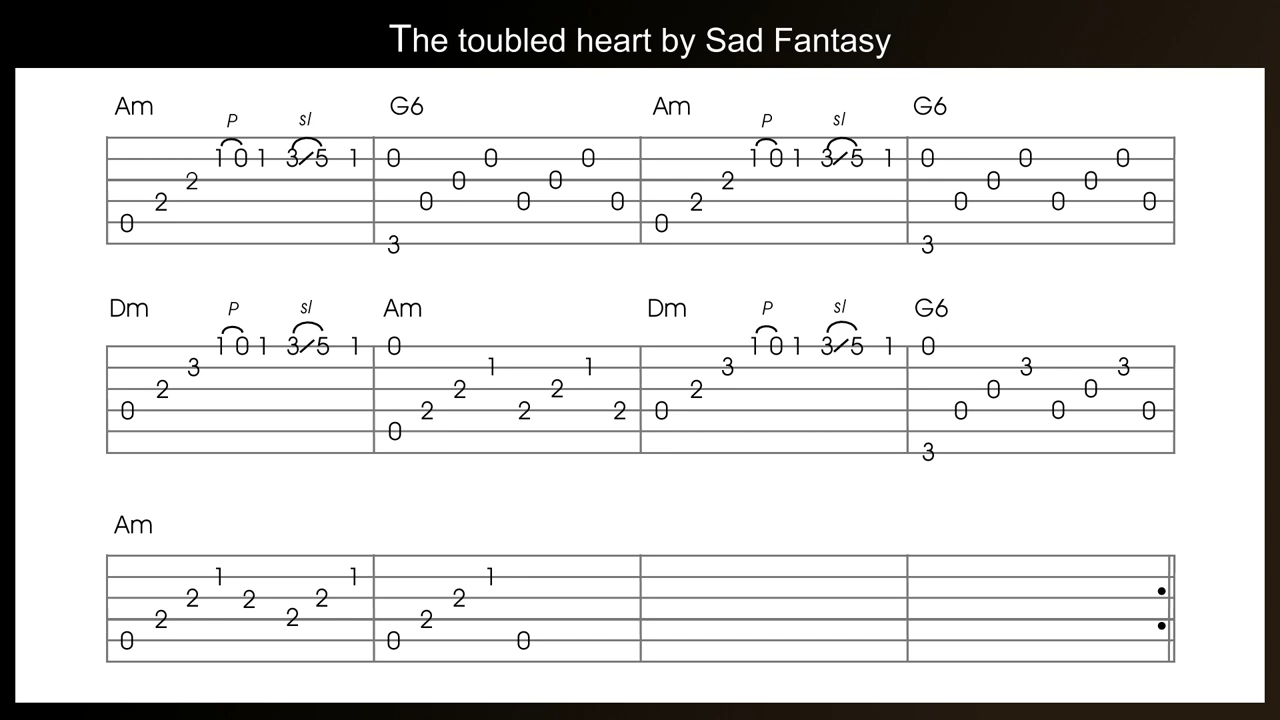 The toubled heart by Sad Fantasy
Am G6 Am G6
P sl P sl
1 0 1 3 5 1 0 0 0 1 0 1 3 5 1 0 0 0
2 0 0 2 0 0
2 0 0 0 2 0 0 0
0 0
3 3
Dm Am Dm G6
P sl P sl
1 0 1 3 5 1 0 1 0 1 3 5 1 0
3 1 1 3 3 3
2 2 2 2 0 0
0 2 2 2 0 0 0 0
0
3
Am
1 1 1
2 2 2 2
2 2 2
0 0 0